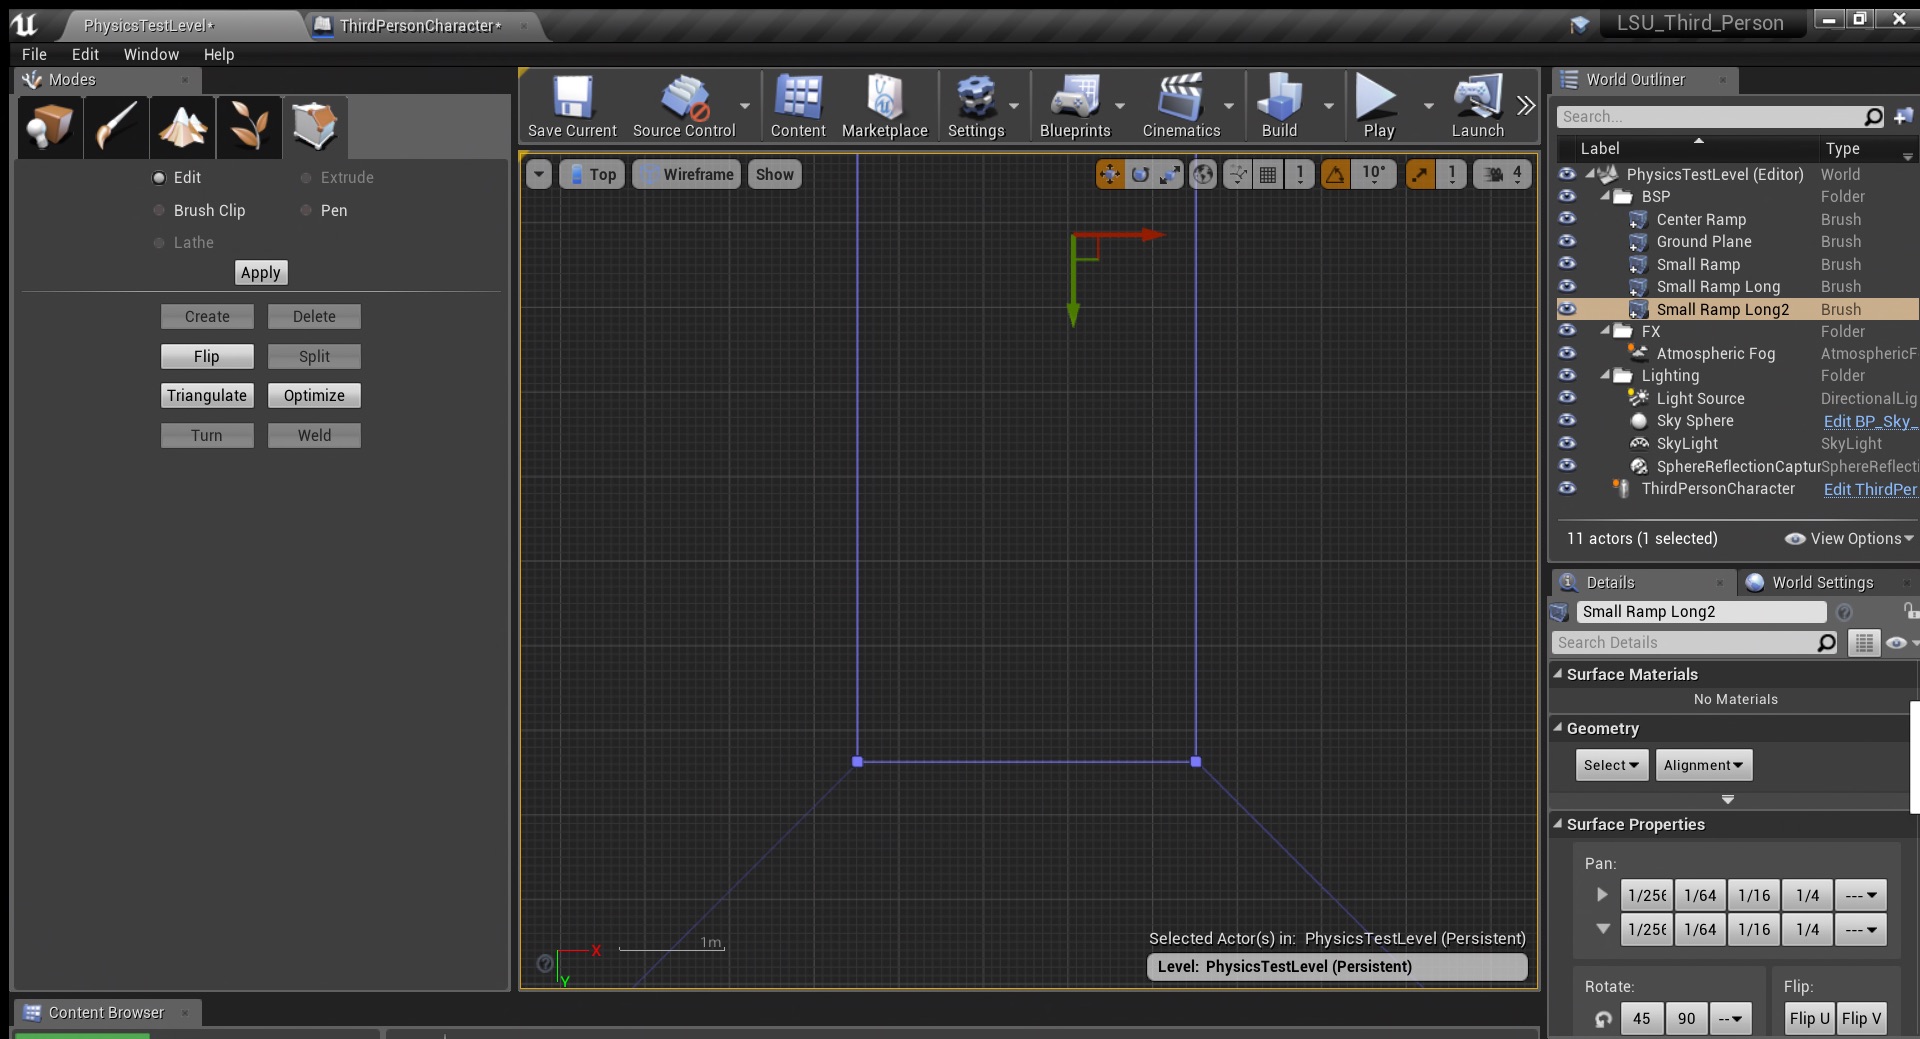 PhysicsTestLevel*
ThirdPersonCharacter*
LSU_Third_Person
File Edit Window Help
Modes
Edit Extrude
Brush Clip Pen
Lathe
Apply
Create Delete
Flip Split
Triangulate Optimize
Turn Weld
Save Current Source Control Content Marketplace Settings Blueprints Cinematics Build Play Launch
Top Wireframe Show 1 10° 1 4
1m
X
Y
Selected Actor(s) in: PhysicsTestLevel (Persistent)
Level: PhysicsTestLevel (Persistent)
Content Browser
World Outliner
Search...
Label Type
PhysicsTestLevel (Editor) World
BSP Folder
Center Ramp Brush
Ground Plane Brush
Small Ramp Brush
Small Ramp Long Brush
Small Ramp Long2 Brush
FX Folder
Atmospheric Fog AtmosphericF
Lighting Folder
Light Source DirectionalLig
Sky Sphere Edit BP_Sky_
SkyLight SkyLight
SphereReflectionCaptur SphereReflecti
ThirdPersonCharacter Edit ThirdPer
11 actors (1 selected) View Options
Details World Settings
Small Ramp Long2
Search Details
Surface Materials
No Materials
Geometry
Select Alignment
Surface Properties
Pan:
1/256 1/64 1/16 1/4 ---
1/256 1/64 1/16 1/4 ---
Rotate: Flip:
45 90 -- Flip U Flip V